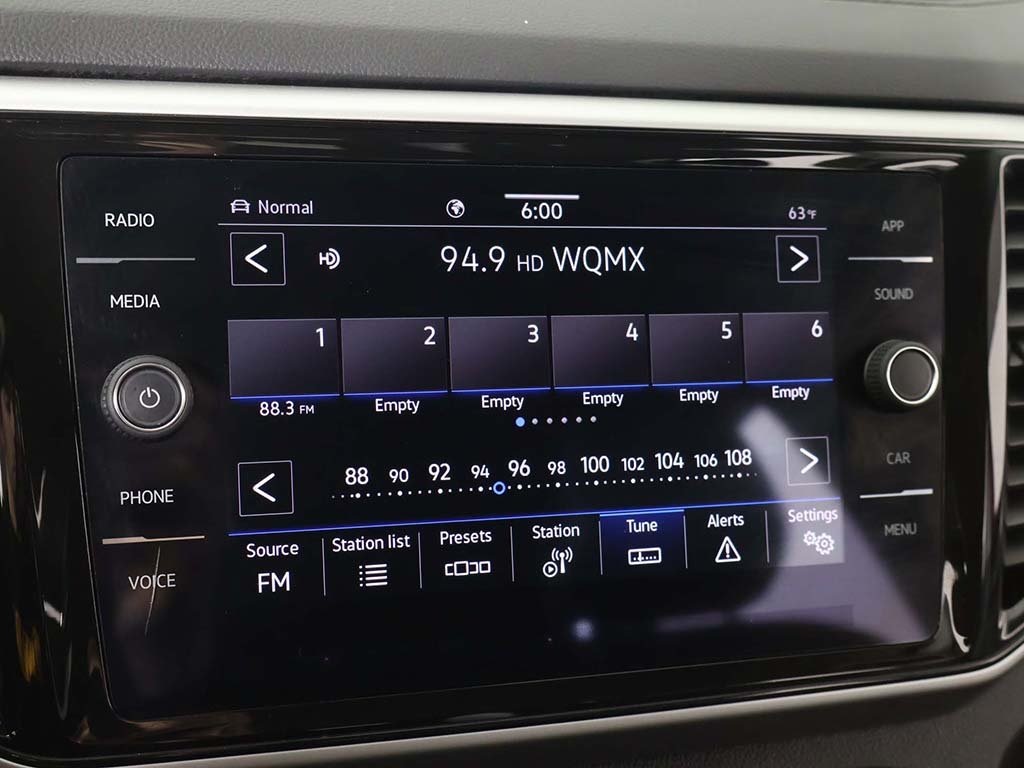 RADIO
MEDIA
PHONE
VOICE
Normal
6:00
63°F
HD
94.9 HD WQMX
1 2 3 4 5 6
88.3 FM Empty Empty Empty Empty Empty
88 90 92 94 96 98 100 102 104 106 108
Source Station list Presets Station Tune Alerts Settings
FM
APP
SOUND
CAR
MENU